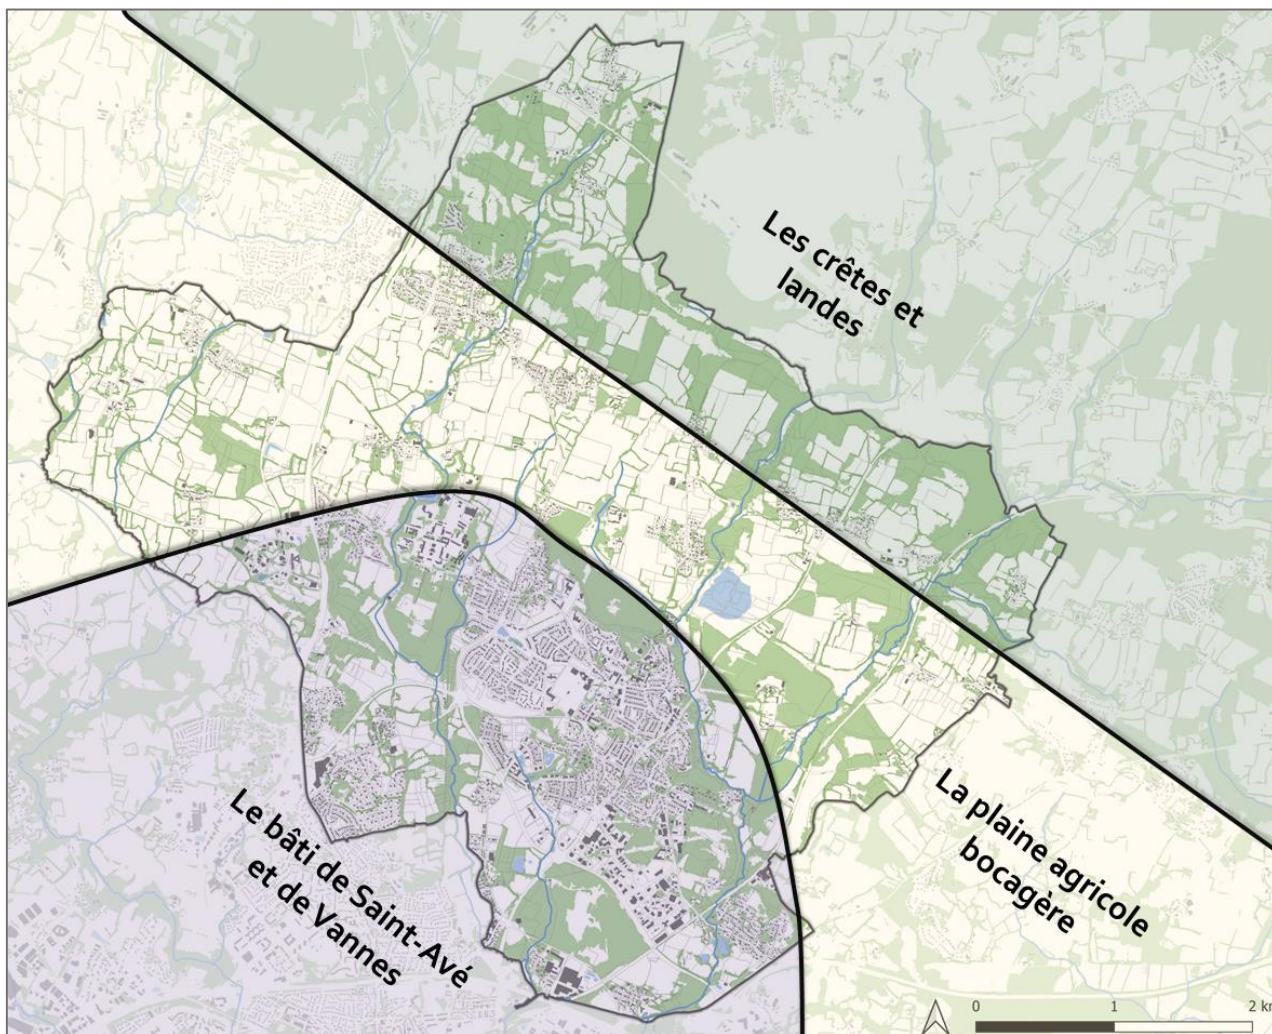 Les crêtes et
landes
Le bâti de Saint-Avé
et de Vannes
La plaine agricole
bocagère
0 1 2 km